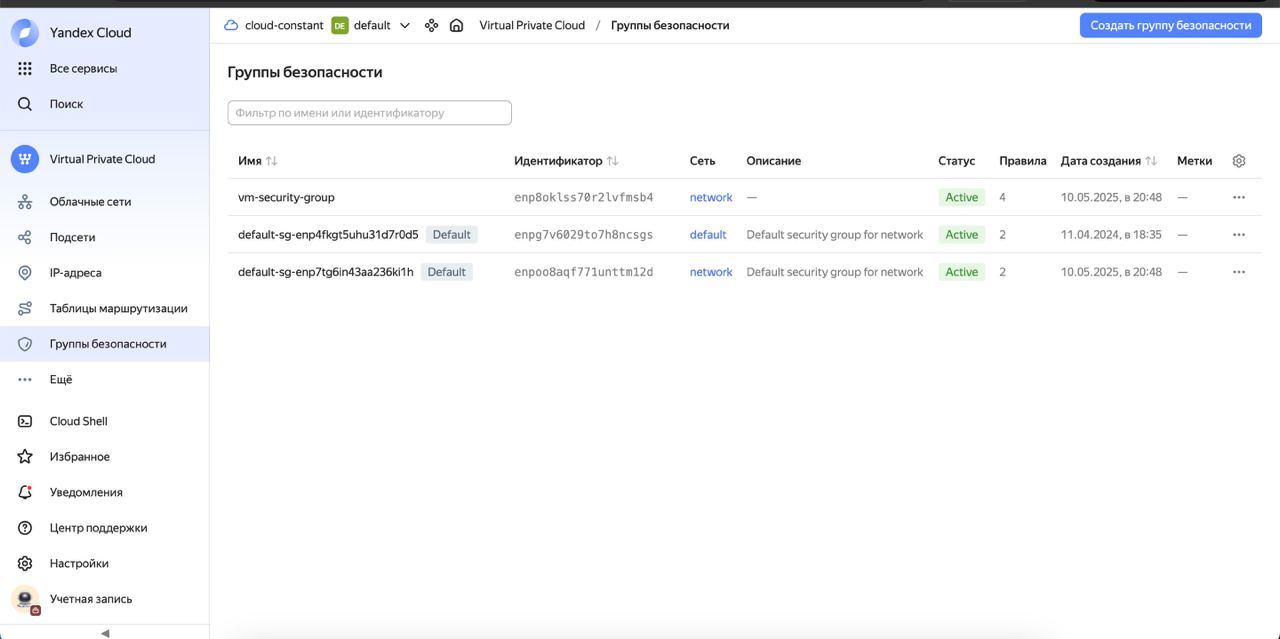 Yandex Cloud
Все сервисы
Поиск
Virtual Private Cloud
Облачные сети
Подсети
IP-адреса
Таблицы маршрутизации
Группы безопасности
Ещё
Cloud Shell
Избранное
Уведомления
Центр поддержки
Настройки
Учетная запись
cloud-constant DE default Virtual Private Cloud / Группы безопасности Создать группу безопасности
Группы безопасности
Фильтр по имени или идентификатору
Имя Идентификатор Сеть Описание Статус Правила Дата создания Метки
vm-security-group enp8oklss70r2lvfmsb4 network — Active 4 10.05.2025, в 20:48 —
default-sg-enp4fkgt5uhu31d7r0d5 Default enpg7v6029to7h8ncsgs default Default security group for network Active 2 11.04.2024, в 18:35 —
default-sg-enp7tg6in43aa236ki1h Default enpoo8aqf771unttm12d network Default security group for network Active 2 10.05.2025, в 20:48 —